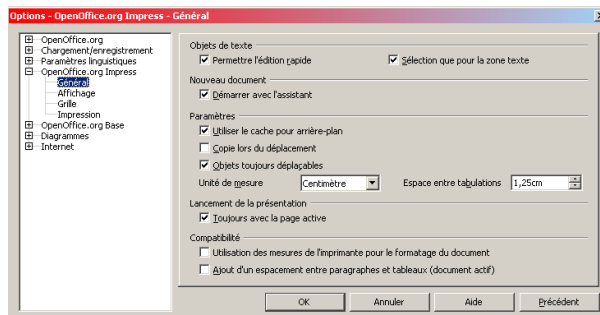 Options - OpenOffice.org Impress - Général
OpenOffice.org
Chargement/enregistrement
Paramètres linguistiques
OpenOffice.org Impress
Général
Affichage
Grille
Impression
OpenOffice.org Base
Diagrammes
Internet
Objets de texte
Permettre l'édition rapide
Sélection que pour la zone texte
Nouveau document
Démarrer avec l'assistant
Paramètres
Utiliser le cache pour arrière-plan
Copie lors du déplacement
Objets toujours déplaçables
Unité de mesure Centimètre Espace entre tabulations 1,25cm
Lancement de la présentation
Toujours avec la page active
Compatibilité
Utilisation des mesures de l'imprimante pour le formatage du document
Ajout d'un espacement entre paragraphes et tableaux (document actif)
OK Annuler Aide Précédent